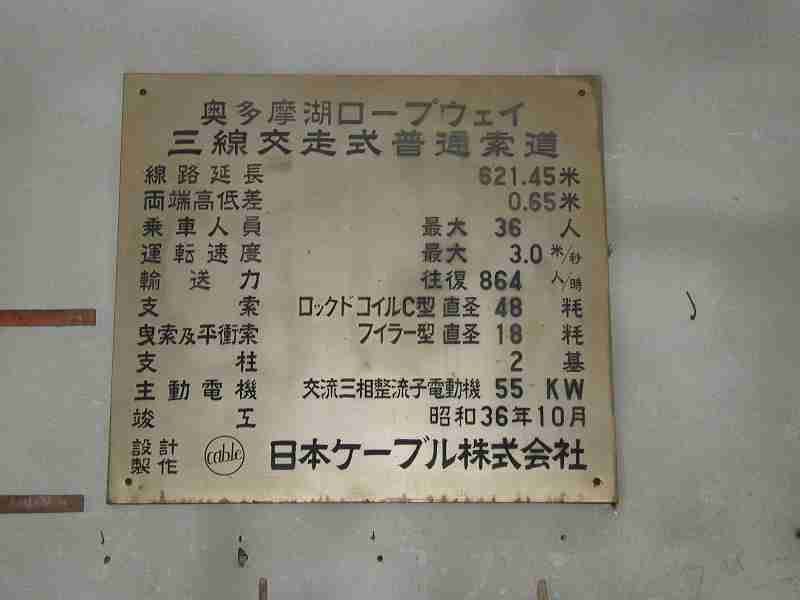 奥多摩湖ロープウェイ
三線交走式普通索道
線路延長 621.45米
両端高低差 0.65米
乗車人員 最大 36 人
運転速度 最大 3.0 米/秒
輸送力 往復 864 人/時
支索 ロックドコイルC型 直圣 48 粍
曳索及平衝索 フイラー型 直圣 18 粍
支柱 2 基
主動電機 交流三相整流子電動機 55 KW
竣工 昭和36年10月
設計製作 cable 日本ケーブル株式会社